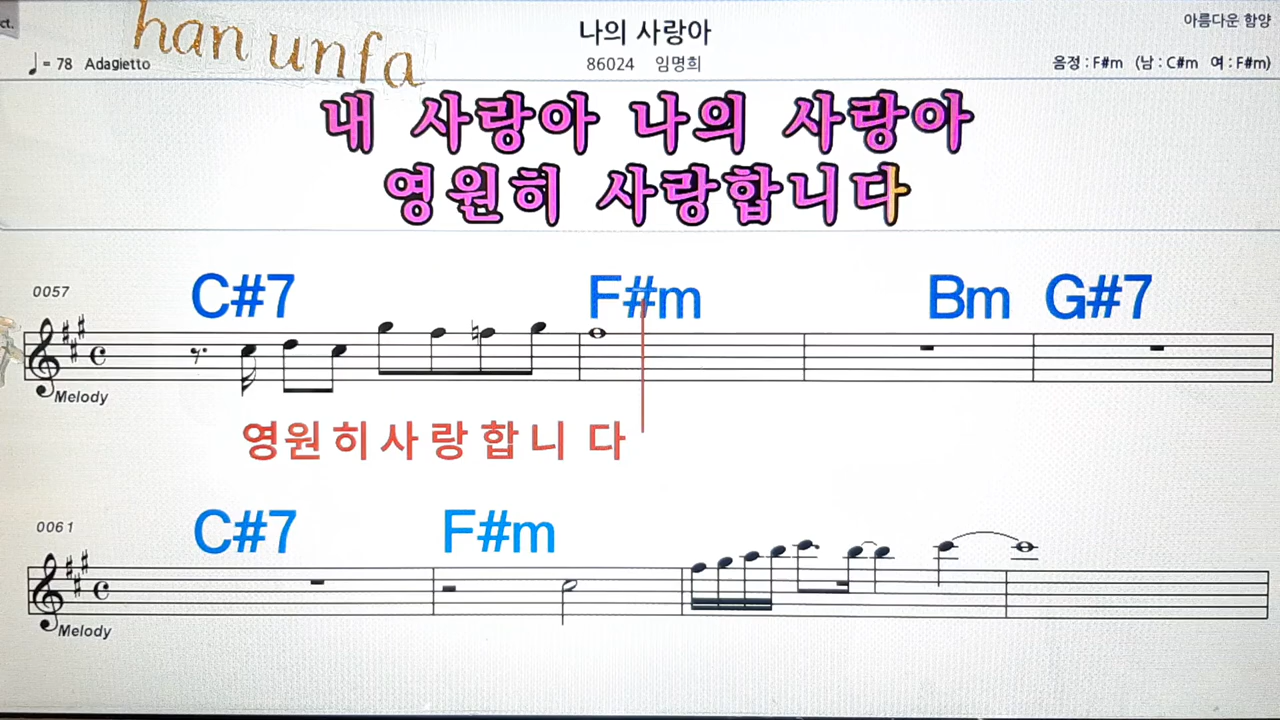 ct.
han unfa
나의 사랑아
아름다운 함양
♩= 78 Adagietto
86024 임명희
음정 : F#m (남 : C#m 여 : F#m)
내 사랑아 나의 사랑아
영원히 사랑합니다
0057
C#7 F#m Bm G#7
Melody
영원히사랑합니 다
0061
C#7 F#m
Melody